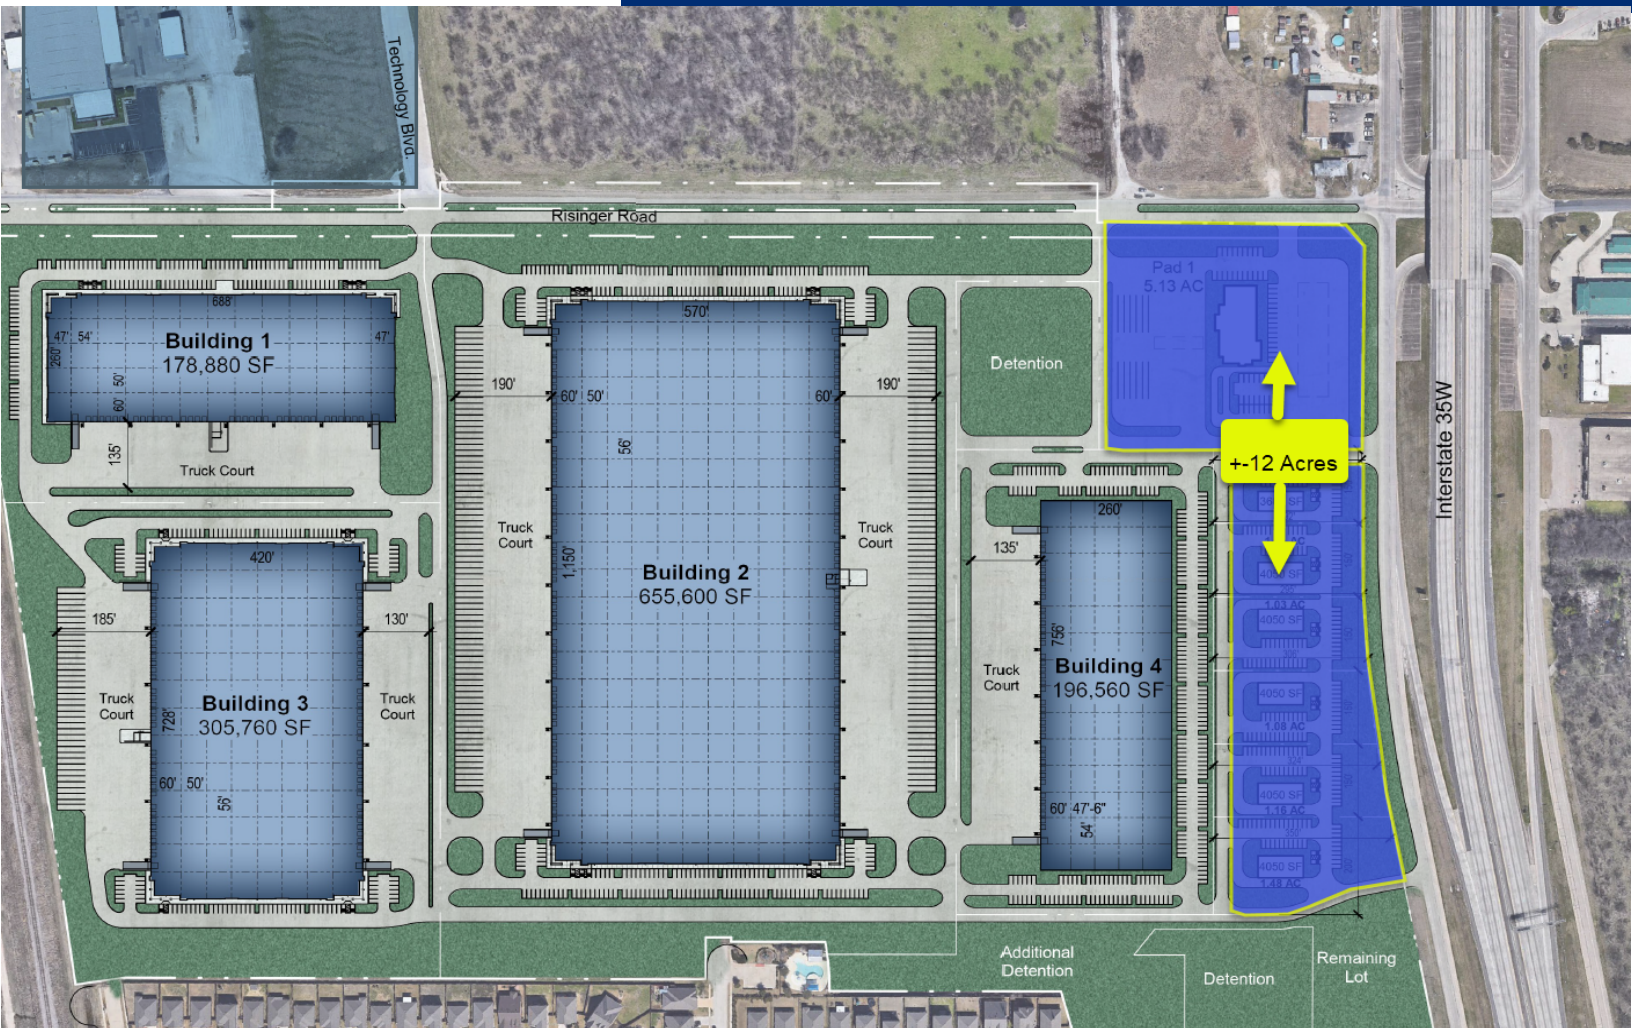 Technology Blvd.
Risinger Road
688'
Building 1
178,880 SF
47' 54'
47'
260'
50'
60'
135'
Truck Court
570'
190'
60' 50'
60'
190'
56'
Truck
Court
Truck
Court
1,150'
Building 2
655,600 SF
Detention
Pad 1
5.13 AC
+-12 Acres
Interstate 35W
420'
185'
130'
Truck
Court
Truck
Court
728'
Building 3
305,760 SF
60' 50'
56'
260'
135'
756'
Truck
Court
Building 4
196,560 SF
60' 47'-6"
54'
4050 SF
1.03 AC
4050 SF
4050 SF
1.08 AC
324'
4050 SF
1.16 AC
4050 SF
1.48 AC
Additional
Detention
Detention
Remaining
Lot